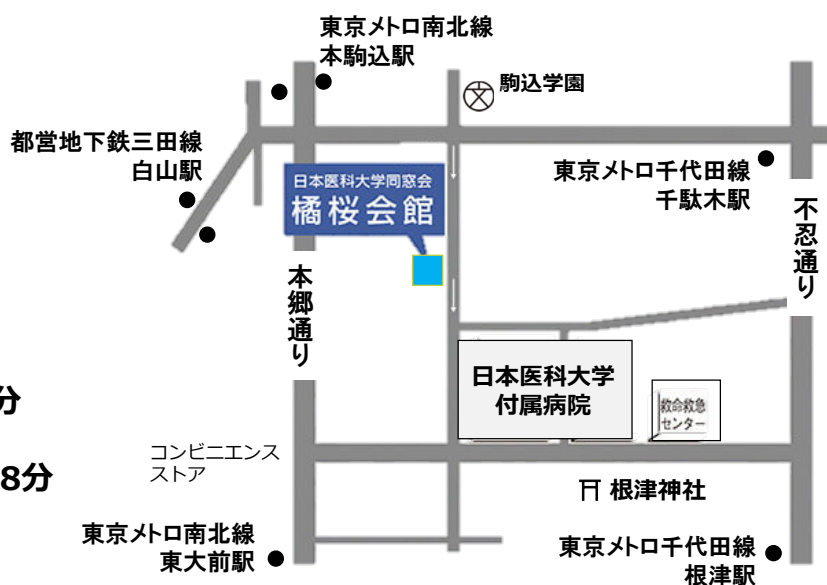 東京メトロ南北線
本駒込駅
文
駒込学園
都営地下鉄三田線
白山駅
日本医科大学同窓会
橘桜会館
東京メトロ千代田線
千駄木駅
不忍通り
本郷通り
日本医科大学
付属病院
救命救急
センター
分
コンビニエンス
ストア
8分
根津神社
東京メトロ南北線
東大前駅
東京メトロ千代田線
根津駅